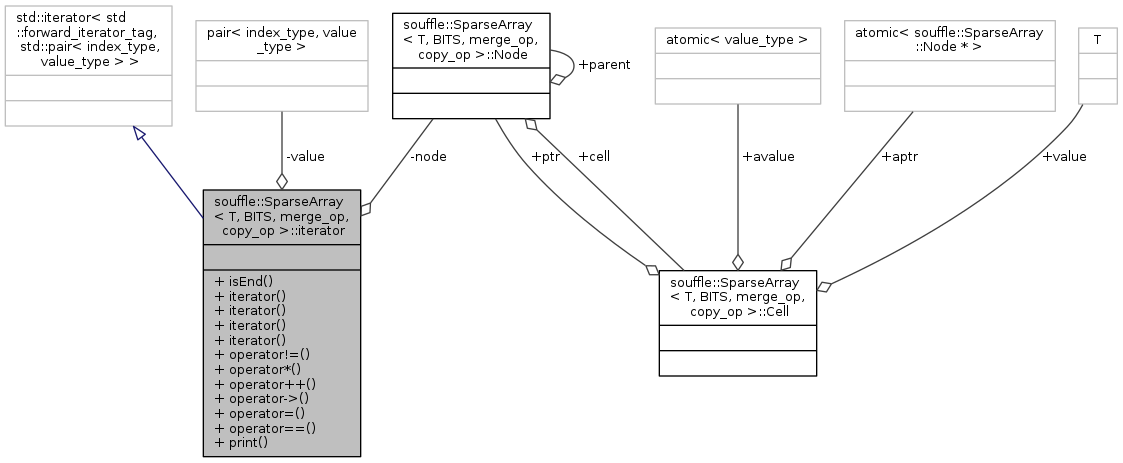 std::iterator< std
::forward_iterator_tag,
std::pair< index_type,
value_type > >
pair< index_type, value
_type >
souffle::SparseArray
< T, BITS, merge_op,
copy_op >::Node
+parent
atomic< value_type >
atomic< souffle::SparseArray
::Node * >
T
-value
-node
+ptr
+cell
+avalue
+aptr
+value
souffle::SparseArray
< T, BITS, merge_op,
copy_op >::iterator
+ isEnd()
+ iterator()
+ iterator()
+ iterator()
+ iterator()
+ operator!=()
+ operator*()
+ operator++()
+ operator->()
+ operator=()
+ operator==()
+ print()
souffle::SparseArray
< T, BITS, merge_op,
copy_op >::Cell